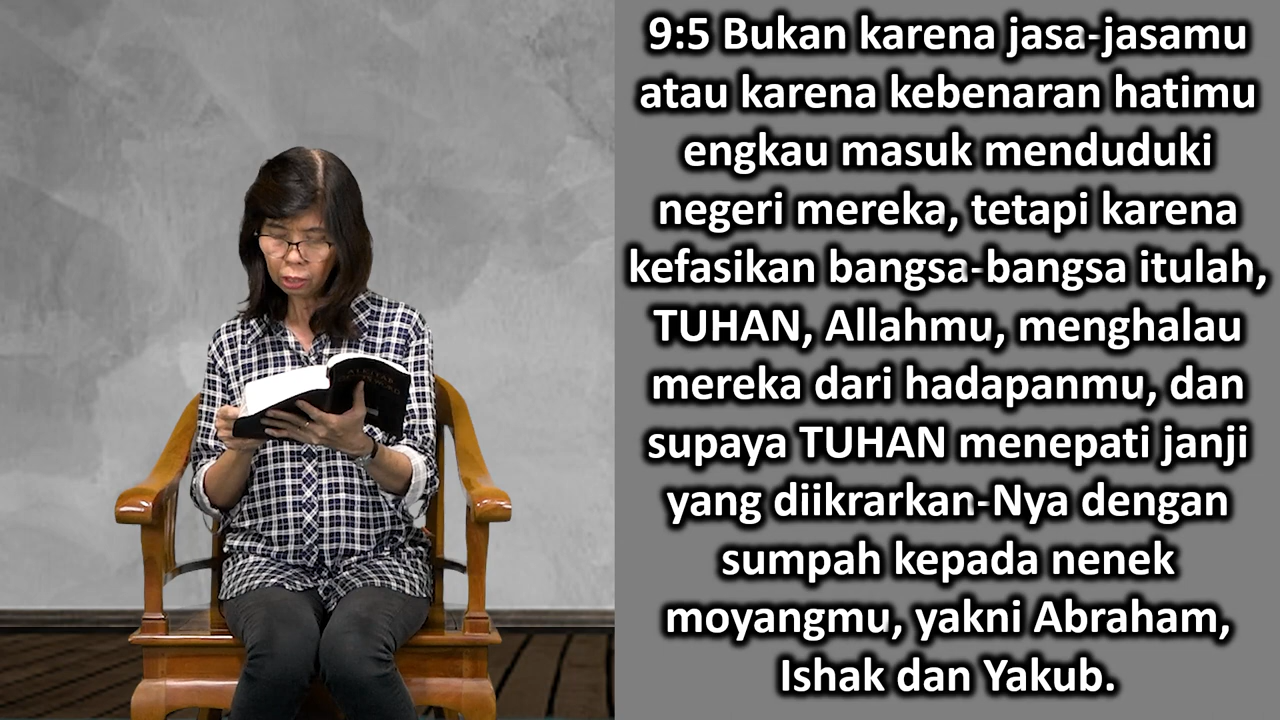 9:5 Bukan karena jasa-jasamu
atau karena kebenaran hatimu
engkau masuk menduduki
negeri mereka, tetapi karena
kefasikan bangsa-bangsa itulah,
TUHAN, Allahmu, menghalau
mereka dari hadapanmu, dan
supaya TUHAN menepati janji
yang diikrarkan-Nya dengan
sumpah kepada nenek
moyangmu, yakni Abraham,
Ishak dan Yakub.
ALKITAB